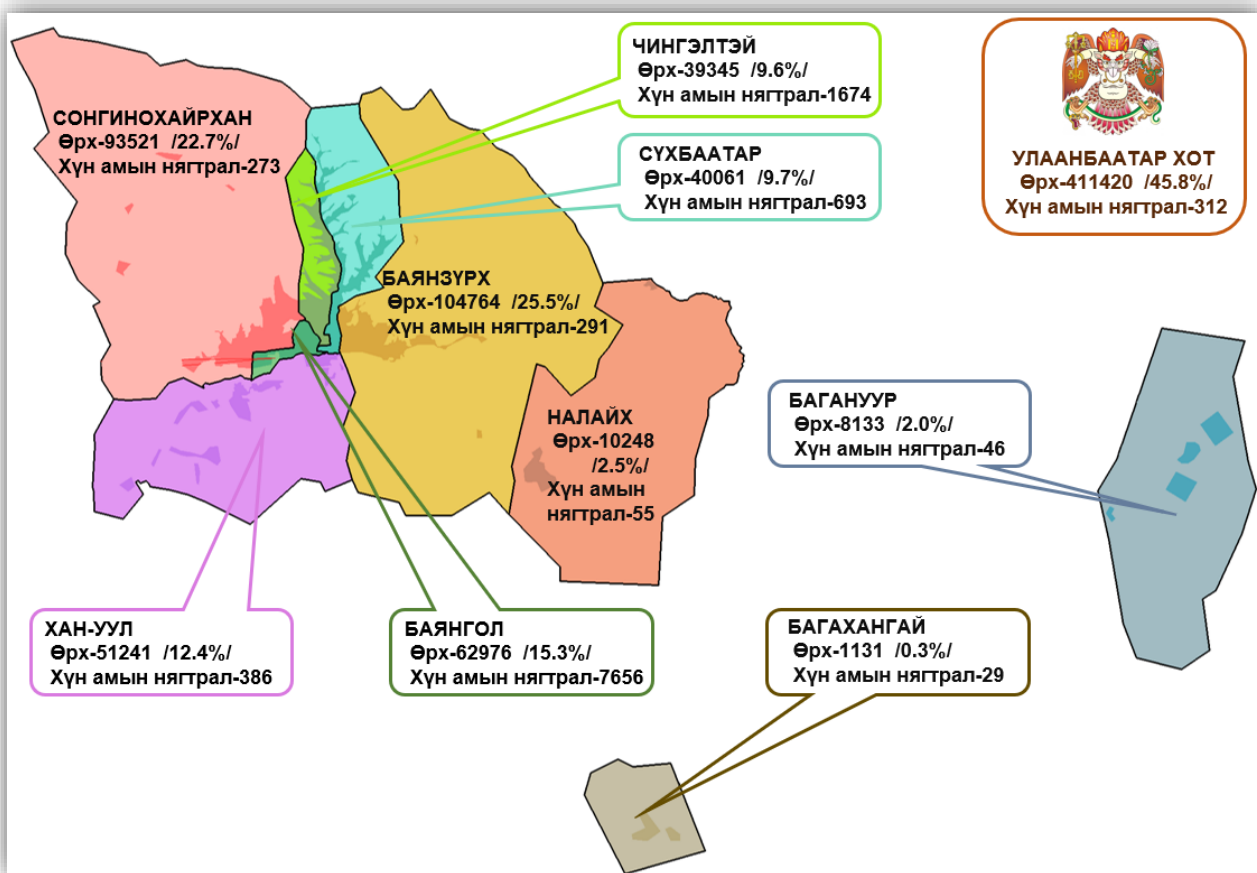 ЧИНГЭЛТЭЙ
Өрх-39345 /9.6%/
Хүн амын нягтрал-1674
УЛААНБААТАР ХОТ
Өрх-411420 /45.8%/
Хүн амын нягтрал-312
СОНГИНОХАЙРХАН
Өрх-93521 /22.7%/
Хүн амын нягтрал-273
СҮХБААТАР
Өрх-40061 /9.7%/
Хүн амын нягтрал-693
БАЯНЗҮРХ
Өрх-104764 /25.5%/
Хүн амын нягтрал-291
НАЛАЙХ
Өрх-10248
/2.5%/
Хүн амын
нягтрал-55
БАГАНУУР
Өрх-8133 /2.0%/
Хүн амын нягтрал-46
ХАН-УУЛ
Өрх-51241 /12.4%/
Хүн амын нягтрал-386
БАЯНГОЛ
Өрх-62976 /15.3%/
Хүн амын нягтрал-7656
БАГАХАНГАЙ
Өрх-1131 /0.3%/
Хүн амын нягтрал-29